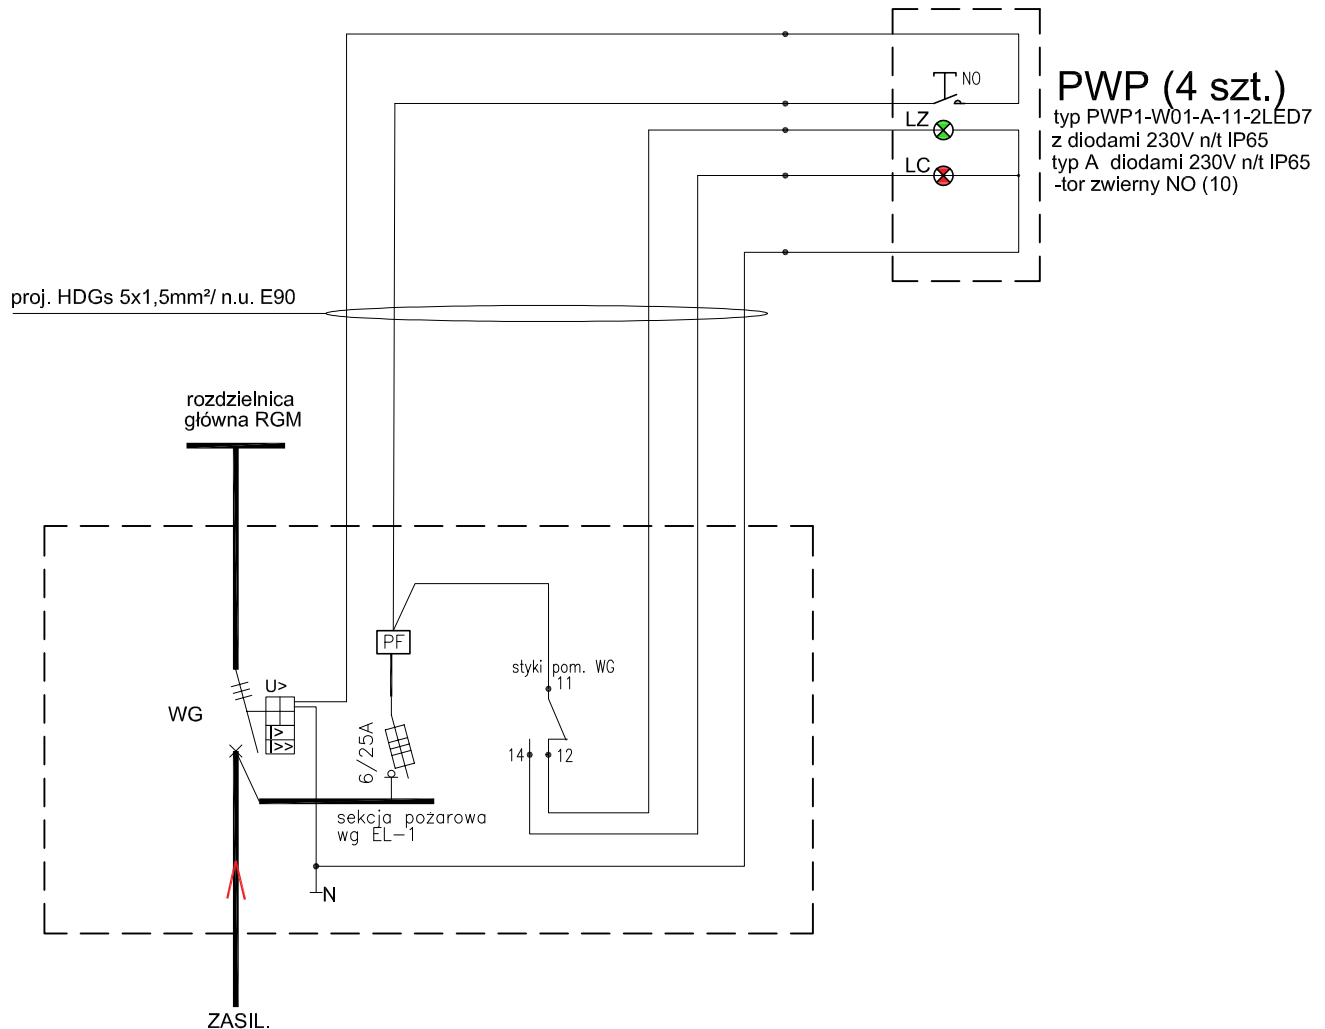 NO
PWP (4 szt.)
typ PWP1-W01-A-11-2LED7
LZ
z diodami 230V n/t IP65
LC
typ A diodami 230V n/t IP65
-tor zwierny NO (10)
proj. HDGs 5x1,5mm²/ n.u. E90
rozdzielnica
główna RGM
PF
styki pom. WG
11
U>
WG
I>
I>>
6/25A
14
12
sekcja pożarowa
wg EL-1
N
ZASIL.